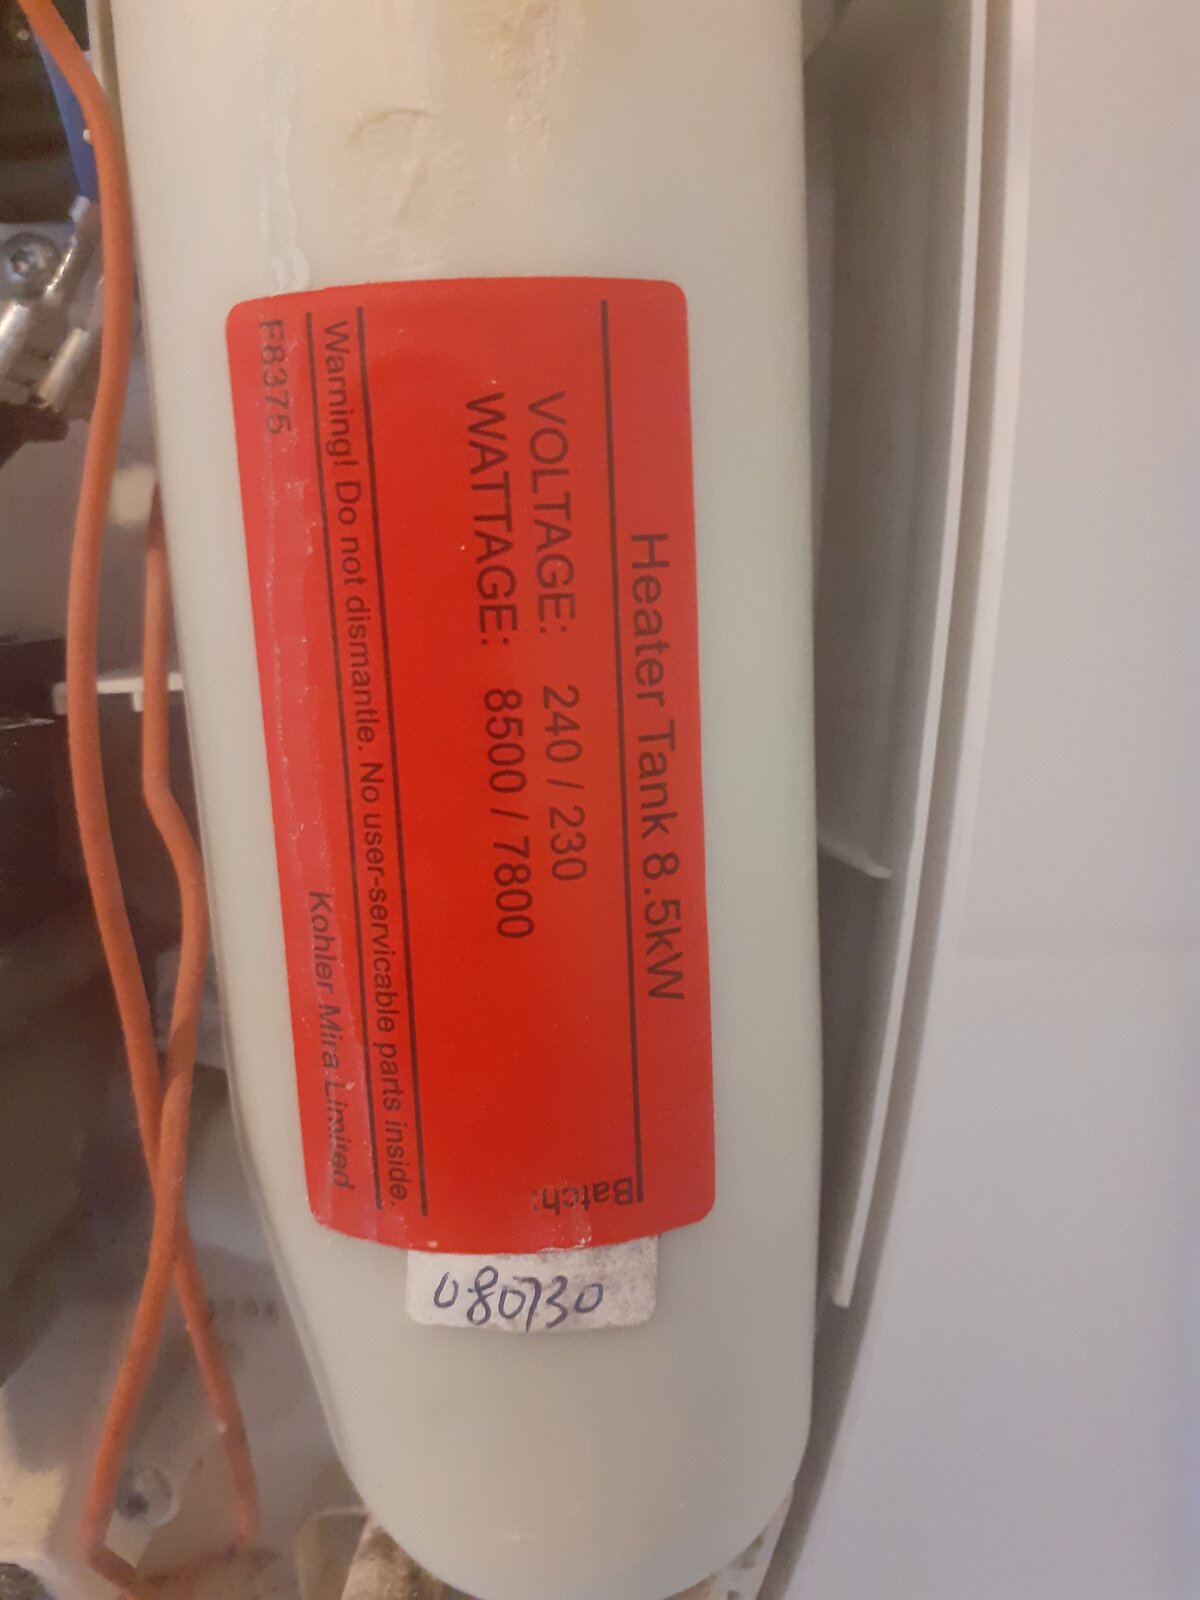 Heater Tank 8.5kW
VOLTAGE: 240 / 230
WATTAGE: 8500 / 7800
Batch:
Warning! Do not dismantle. No user-servicable parts inside.
F8375
Kohler Mira Limited
080730